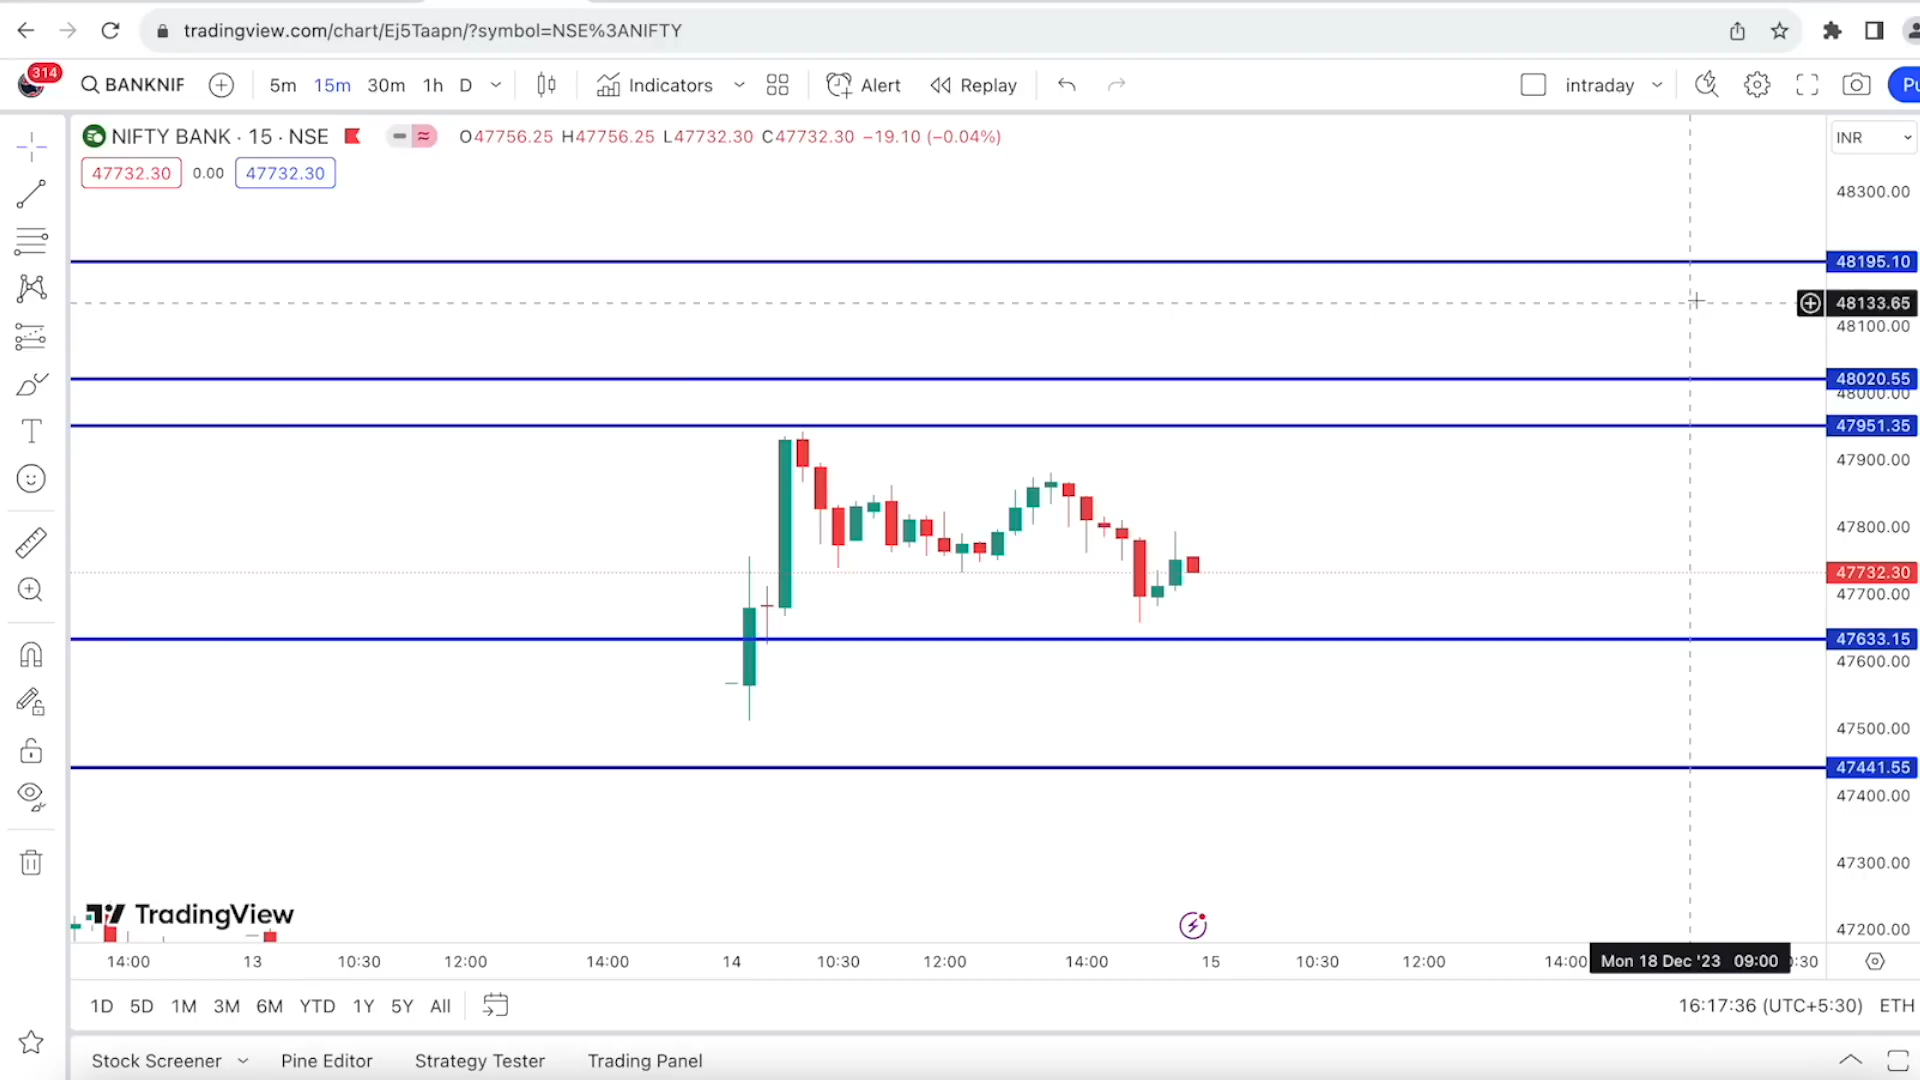 tradingview.com/chart/Ej5Taapn/?symbol=NSE%3ANIFTY
314 BANKNIF 5m 15m 30m 1h D Indicators Alert Replay intraday Pu
NIFTY BANK · 15 · NSE O47756.25 H47756.25 L47732.30 C47732.30 −19.10 (−0.04%) INR
47732.30 0.00 47732.30
48300.00
48195.10
48133.65
48100.00
48020.55
48000.00
47951.35
47900.00
47800.00
47732.30
47700.00
47633.15
47600.00
47500.00
47441.55
47400.00
47300.00
TradingView
47200.00
14:00 13 10:30 12:00 14:00 14 10:30 12:00 14:00 15 10:30 12:00 14:00 Mon 18 Dec '23 09:00 :30
1D 5D 1M 3M 6M YTD 1Y 5Y All 16:17:36 (UTC+5:30) ETH
Stock Screener Pine Editor Strategy Tester Trading Panel